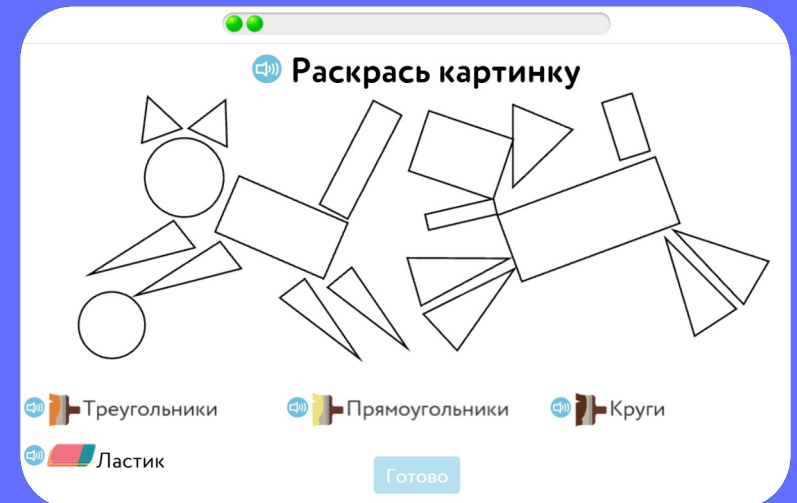 Раскрась картинку
Треугольники Прямоугольники Круги
Ластик
Готово